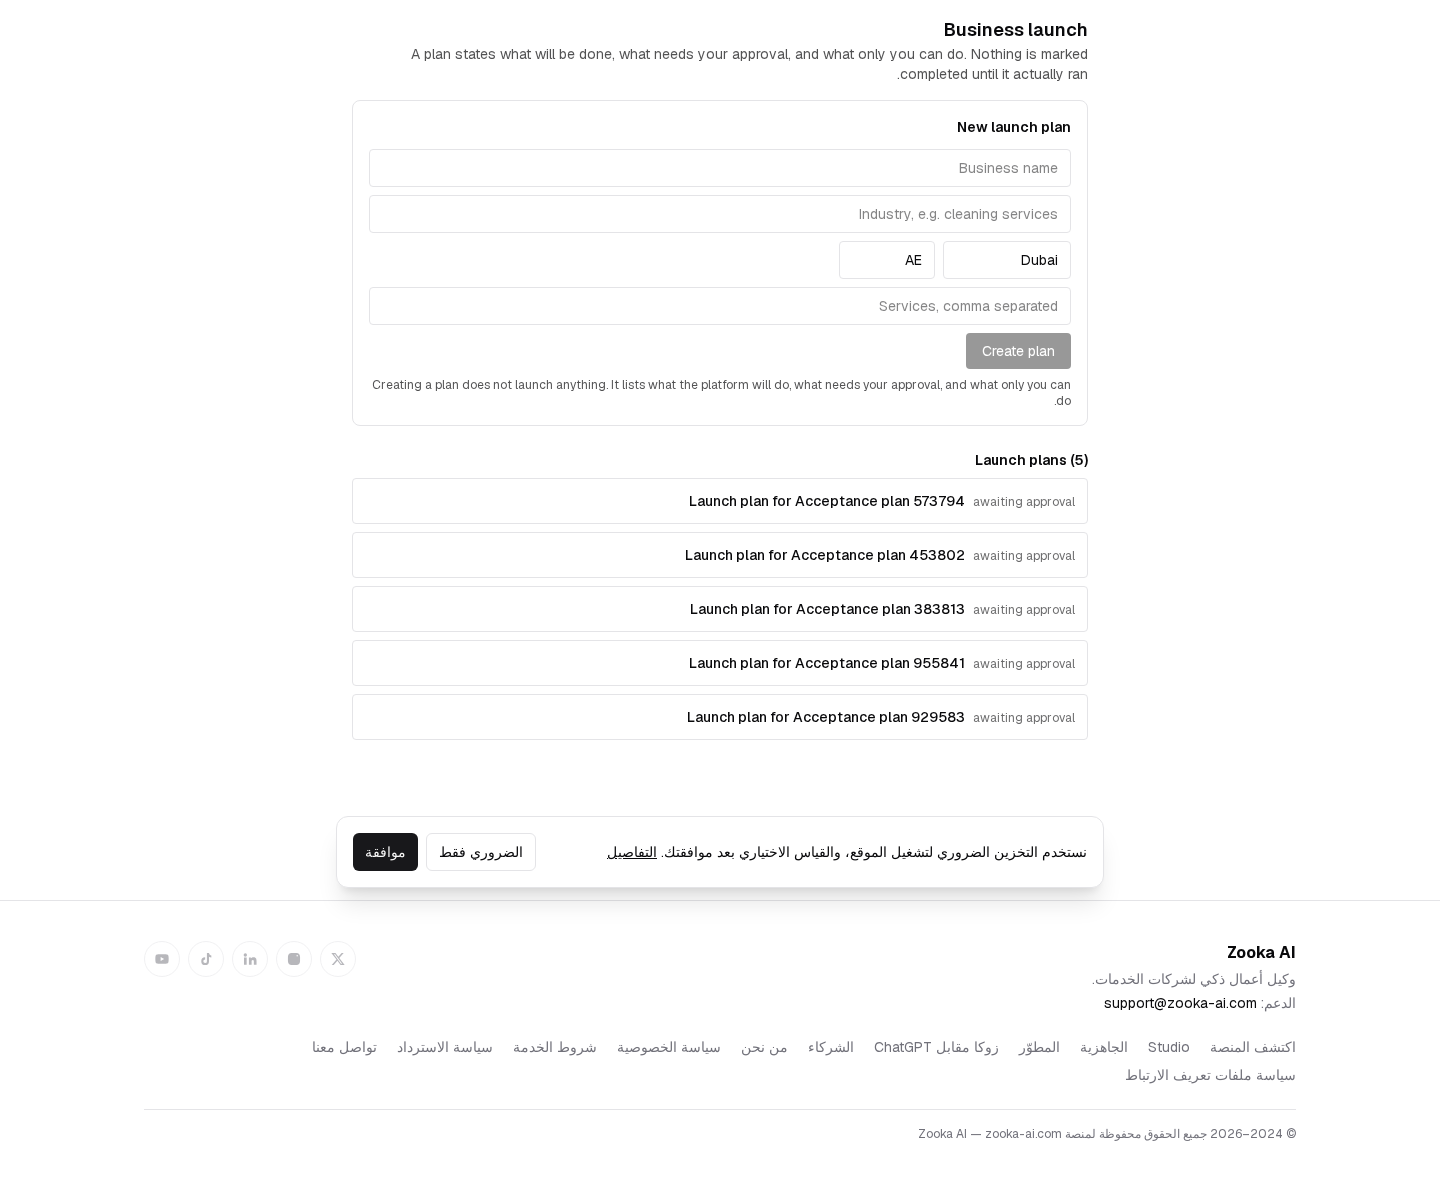 Business launch
A plan states what will be done, what needs your approval, and what only you can do. Nothing is marked
completed until it actually ran.
New launch plan
Business name
Industry, e.g. cleaning services
Dubai
AE
Services, comma separated
Create plan
Creating a plan does not launch anything. It lists what the platform will do, what needs your approval, and what only you can
do.
Launch plans (5)
awaiting approval Launch plan for Acceptance plan 573794
awaiting approval Launch plan for Acceptance plan 453802
awaiting approval Launch plan for Acceptance plan 383813
awaiting approval Launch plan for Acceptance plan 955841
awaiting approval Launch plan for Acceptance plan 929583
نستخدم التخزين الضروري لتشغيل الموقع، والقياس الاختياري بعد موافقتك. التفاصيل
الضروري فقط
موافقة
Zooka AI
وكيل أعمال ذكي لشركات الخدمات.
الدعم: support@zooka-ai.com
اكتشف المنصة Studio الجاهزية المطوّر زوكا مقابل ChatGPT الشركاء من نحن سياسة الخصوصية شروط الخدمة سياسة الاسترداد تواصل معنا
سياسة ملفات تعريف الارتباط
© 2024–2026 جميع الحقوق محفوظة لمنصة Zooka AI — zooka-ai.com